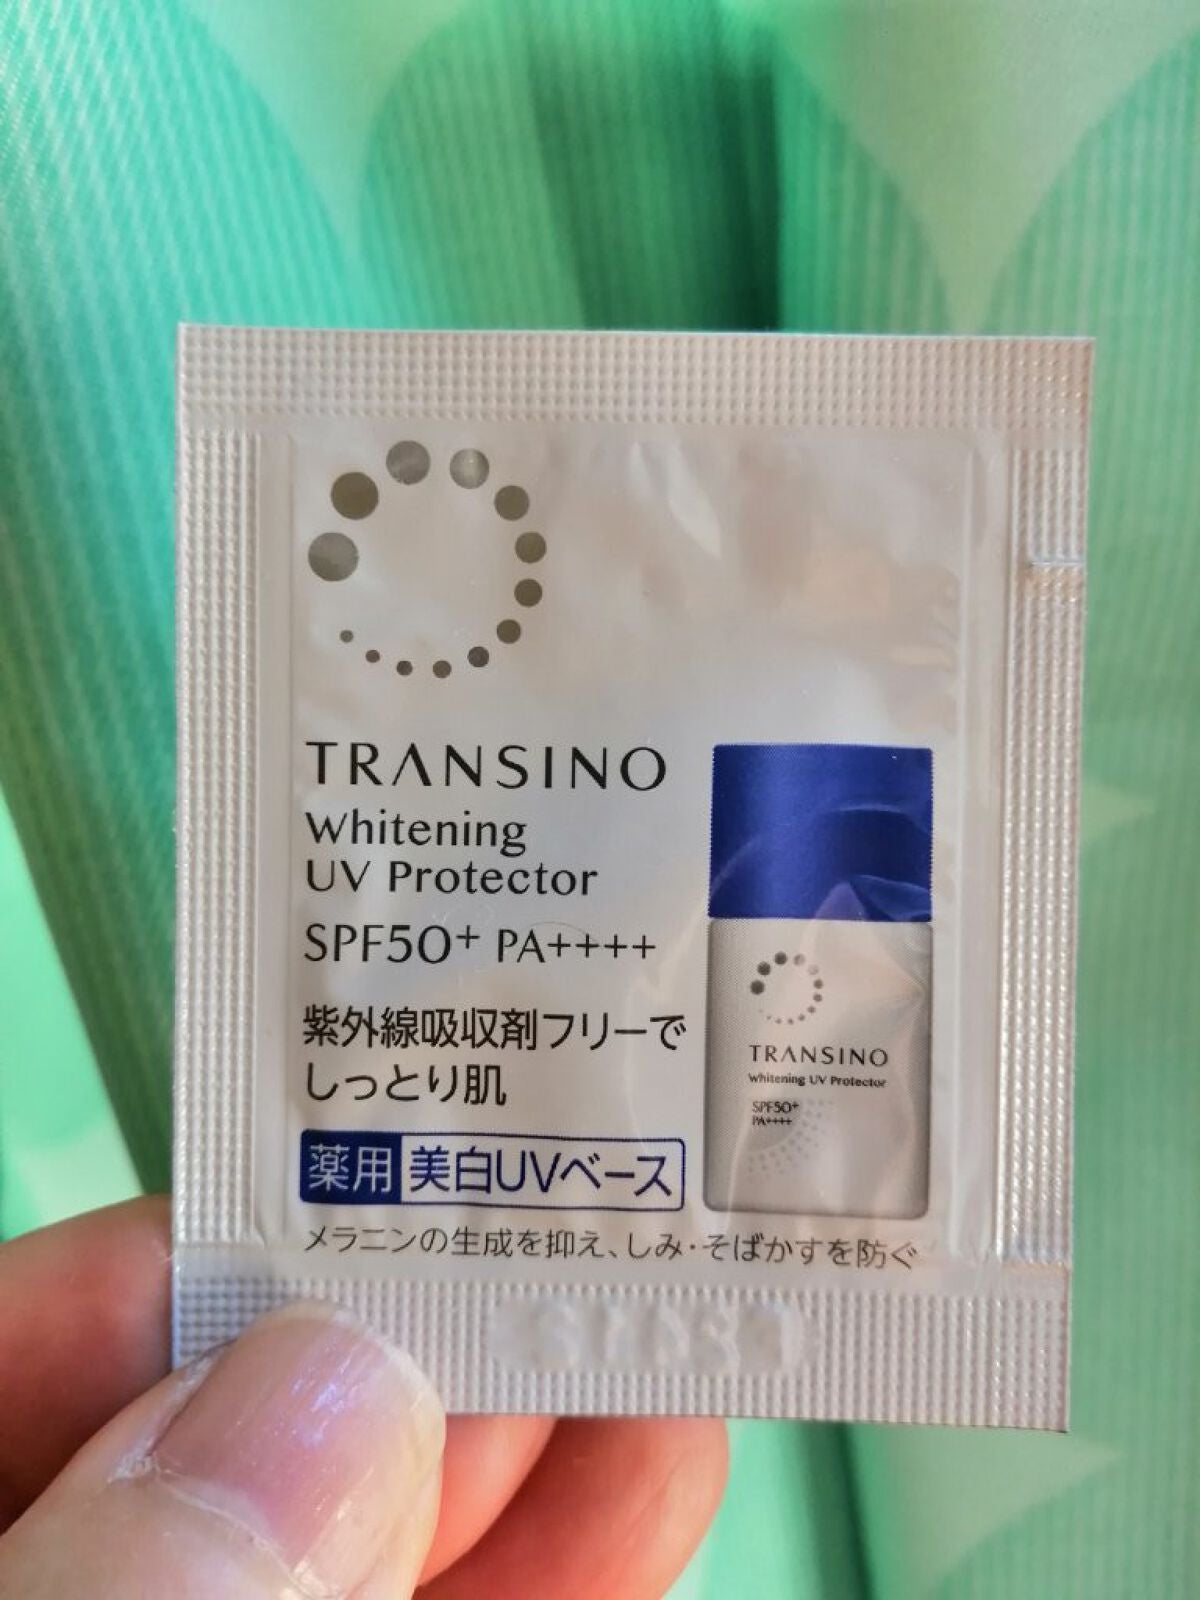 TRANSINO
Whitening
UV Protector
SPF50+ PA++++
紫外線吸収剤フリーで
しっとり肌
薬用 美白UVベース
メラニンの生成を抑え、しみ・そばかすを防ぐ
TRANSINO
Whitening UV Protector
SPF50+
PA++++